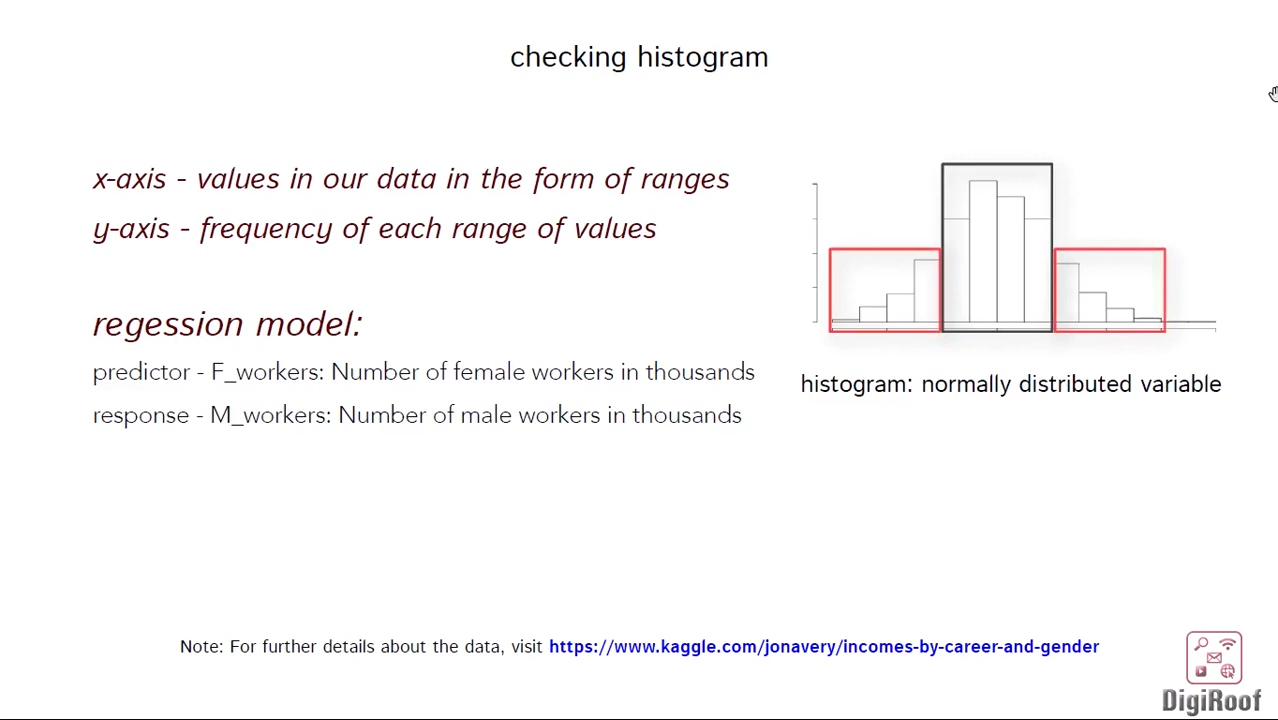 checking histogram
x-axis - values in our data in the form of ranges
y-axis - frequency of each range of values
regession model:
predictor - F_workers: Number of female workers in thousands
response - M_workers: Number of male workers in thousands
histogram: normally distributed variable
Note: For further details about the data, visit https://www.kaggle.com/jonavery/incomes-by-career-and-gender
DigiRoof